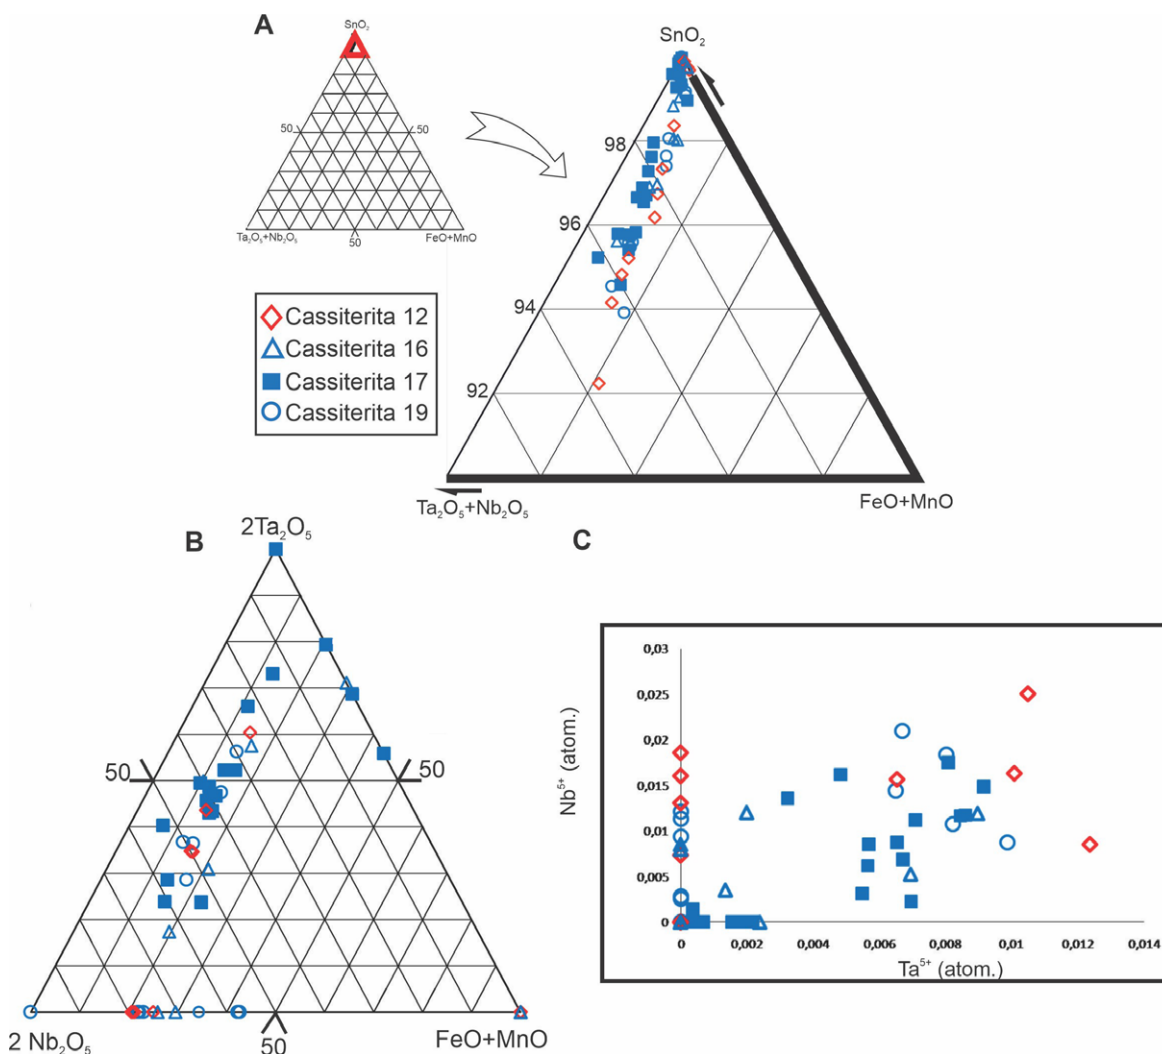 A
SnO₂
50
50
Ta₂O₅+Nb₂O₅
50
FeO+MnO
SnO₂
98
96
94
92
Ta₂O₅+Nb₂O₅
FeO+MnO
Cassiterita 12
Cassiterita 16
Cassiterita 17
Cassiterita 19
B
2Ta₂O₅
50
50
2 Nb₂O₅
50
FeO+MnO
C
Nb⁵⁺ (atom.)
0,03
0,025
0,02
0,015
0,01
0,005
0
0 0,002 0,004 0,006 0,008 0,01 0,012 0,014
Ta⁵⁺ (atom.)